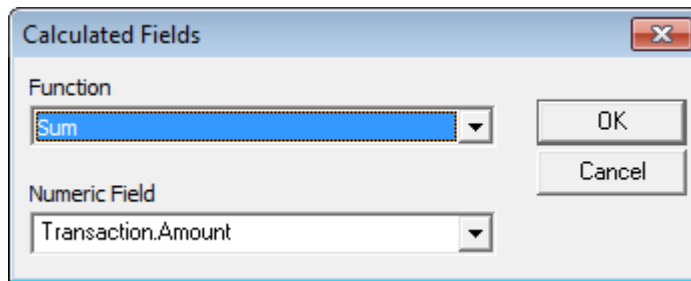 Calculated Fields
Function
Sum
OK
Cancel
Numeric Field
Transaction.Amount